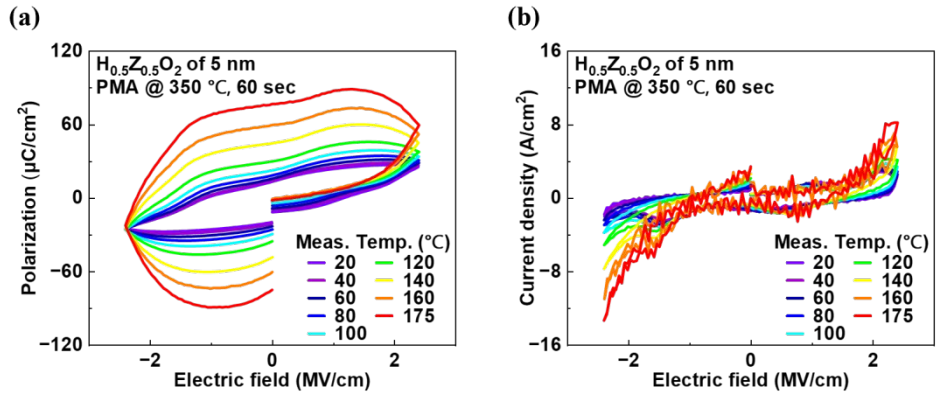 (a)
120
60
0
−60
−120
Polarization (μC/cm²)
H₀.₅Z₀.₅O₂ of 5 nm
PMA @ 350 ℃, 60 sec
Meas. Temp. (℃)
20 120
40 140
60 160
80 175
100
−2 0 2
Electric field (MV/cm)
(b)
16
8
0
−8
−16
Current density (A/cm²)
H₀.₅Z₀.₅O₂ of 5 nm
PMA @ 350 ℃, 60 sec
Meas. Temp. (℃)
20 120
40 140
60 160
80 175
100
−2 0 2
Electric field (MV/cm)